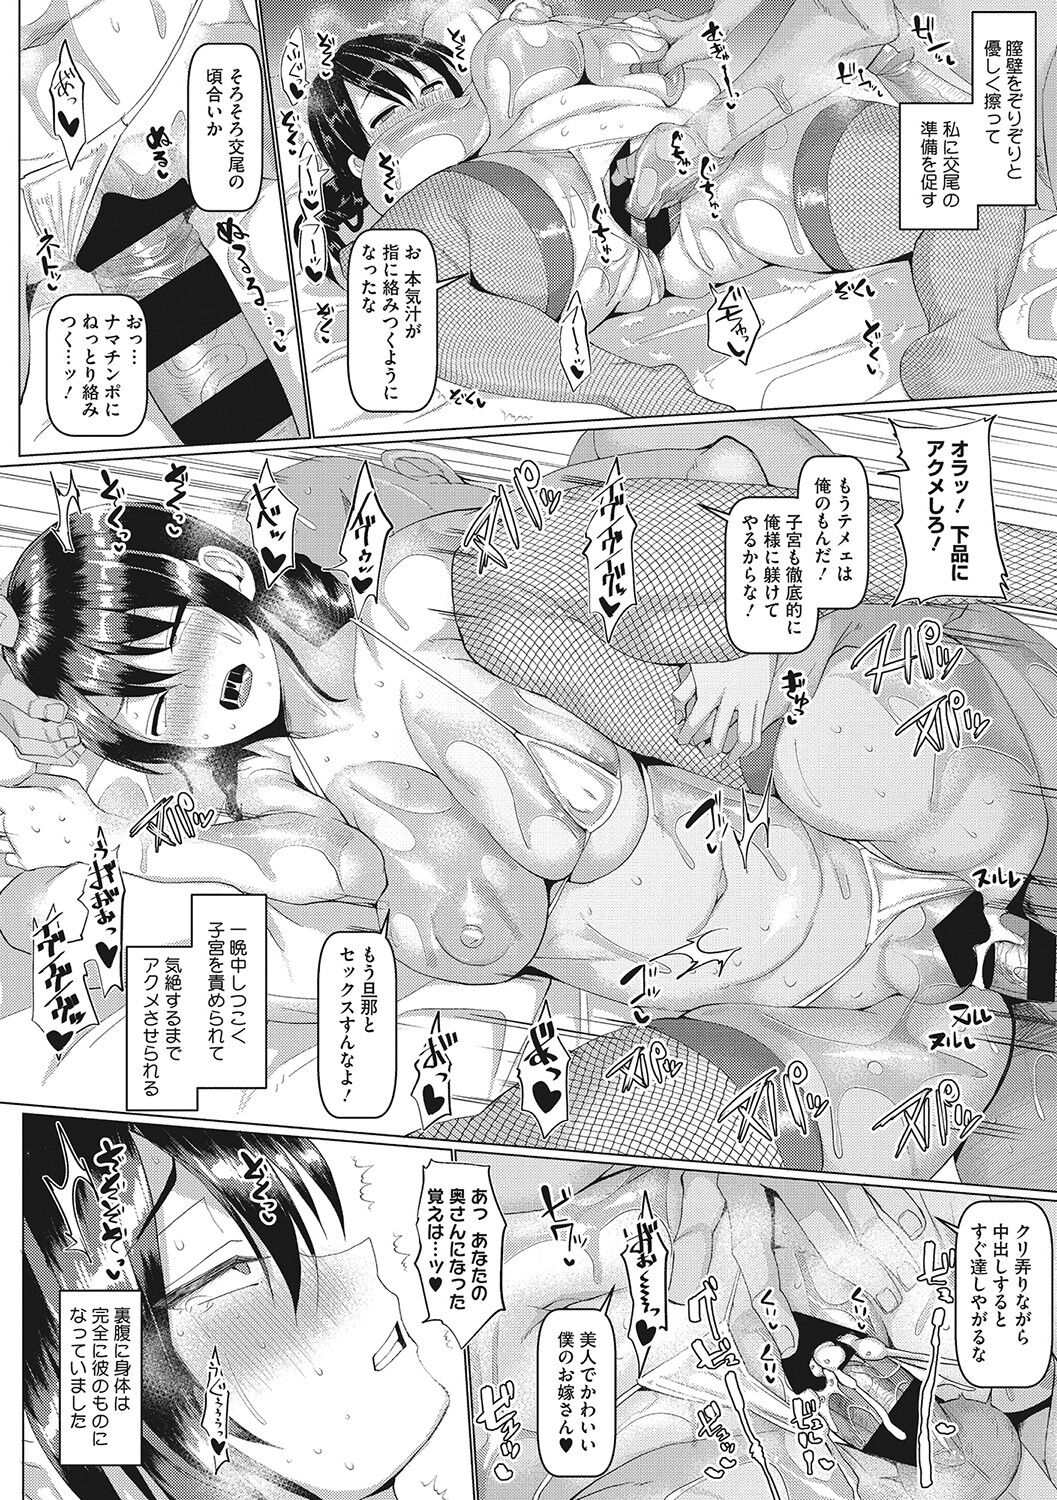 膣壁をぞりぞりと
優しく擦って
私に交尾の
準備を促す
お 本気汁が
指に絡みつくように
なったな
そろそろ交尾の
頃合いか
おっ…
ナマチンポに
ねっとり絡み
つく…ッ！
オラッ！ 下品に
アクメしろ！
もうテメェは
俺のもんだ！
子宮も徹底的に
俺様に躾けて
やるからな！
もう旦那と
セックスすんなよ！
一晩中しつこく
子宮を責められて
気絶するまで
アクメさせられる
クリ弄りながら
中出しすると
すぐ達しやがるな
あっ あなたの
奥さんになった
覚えは…ッ♥
美人でかわいい
僕のお嫁さん♥
裏腹に身体は
完全に彼のものに
なっていました